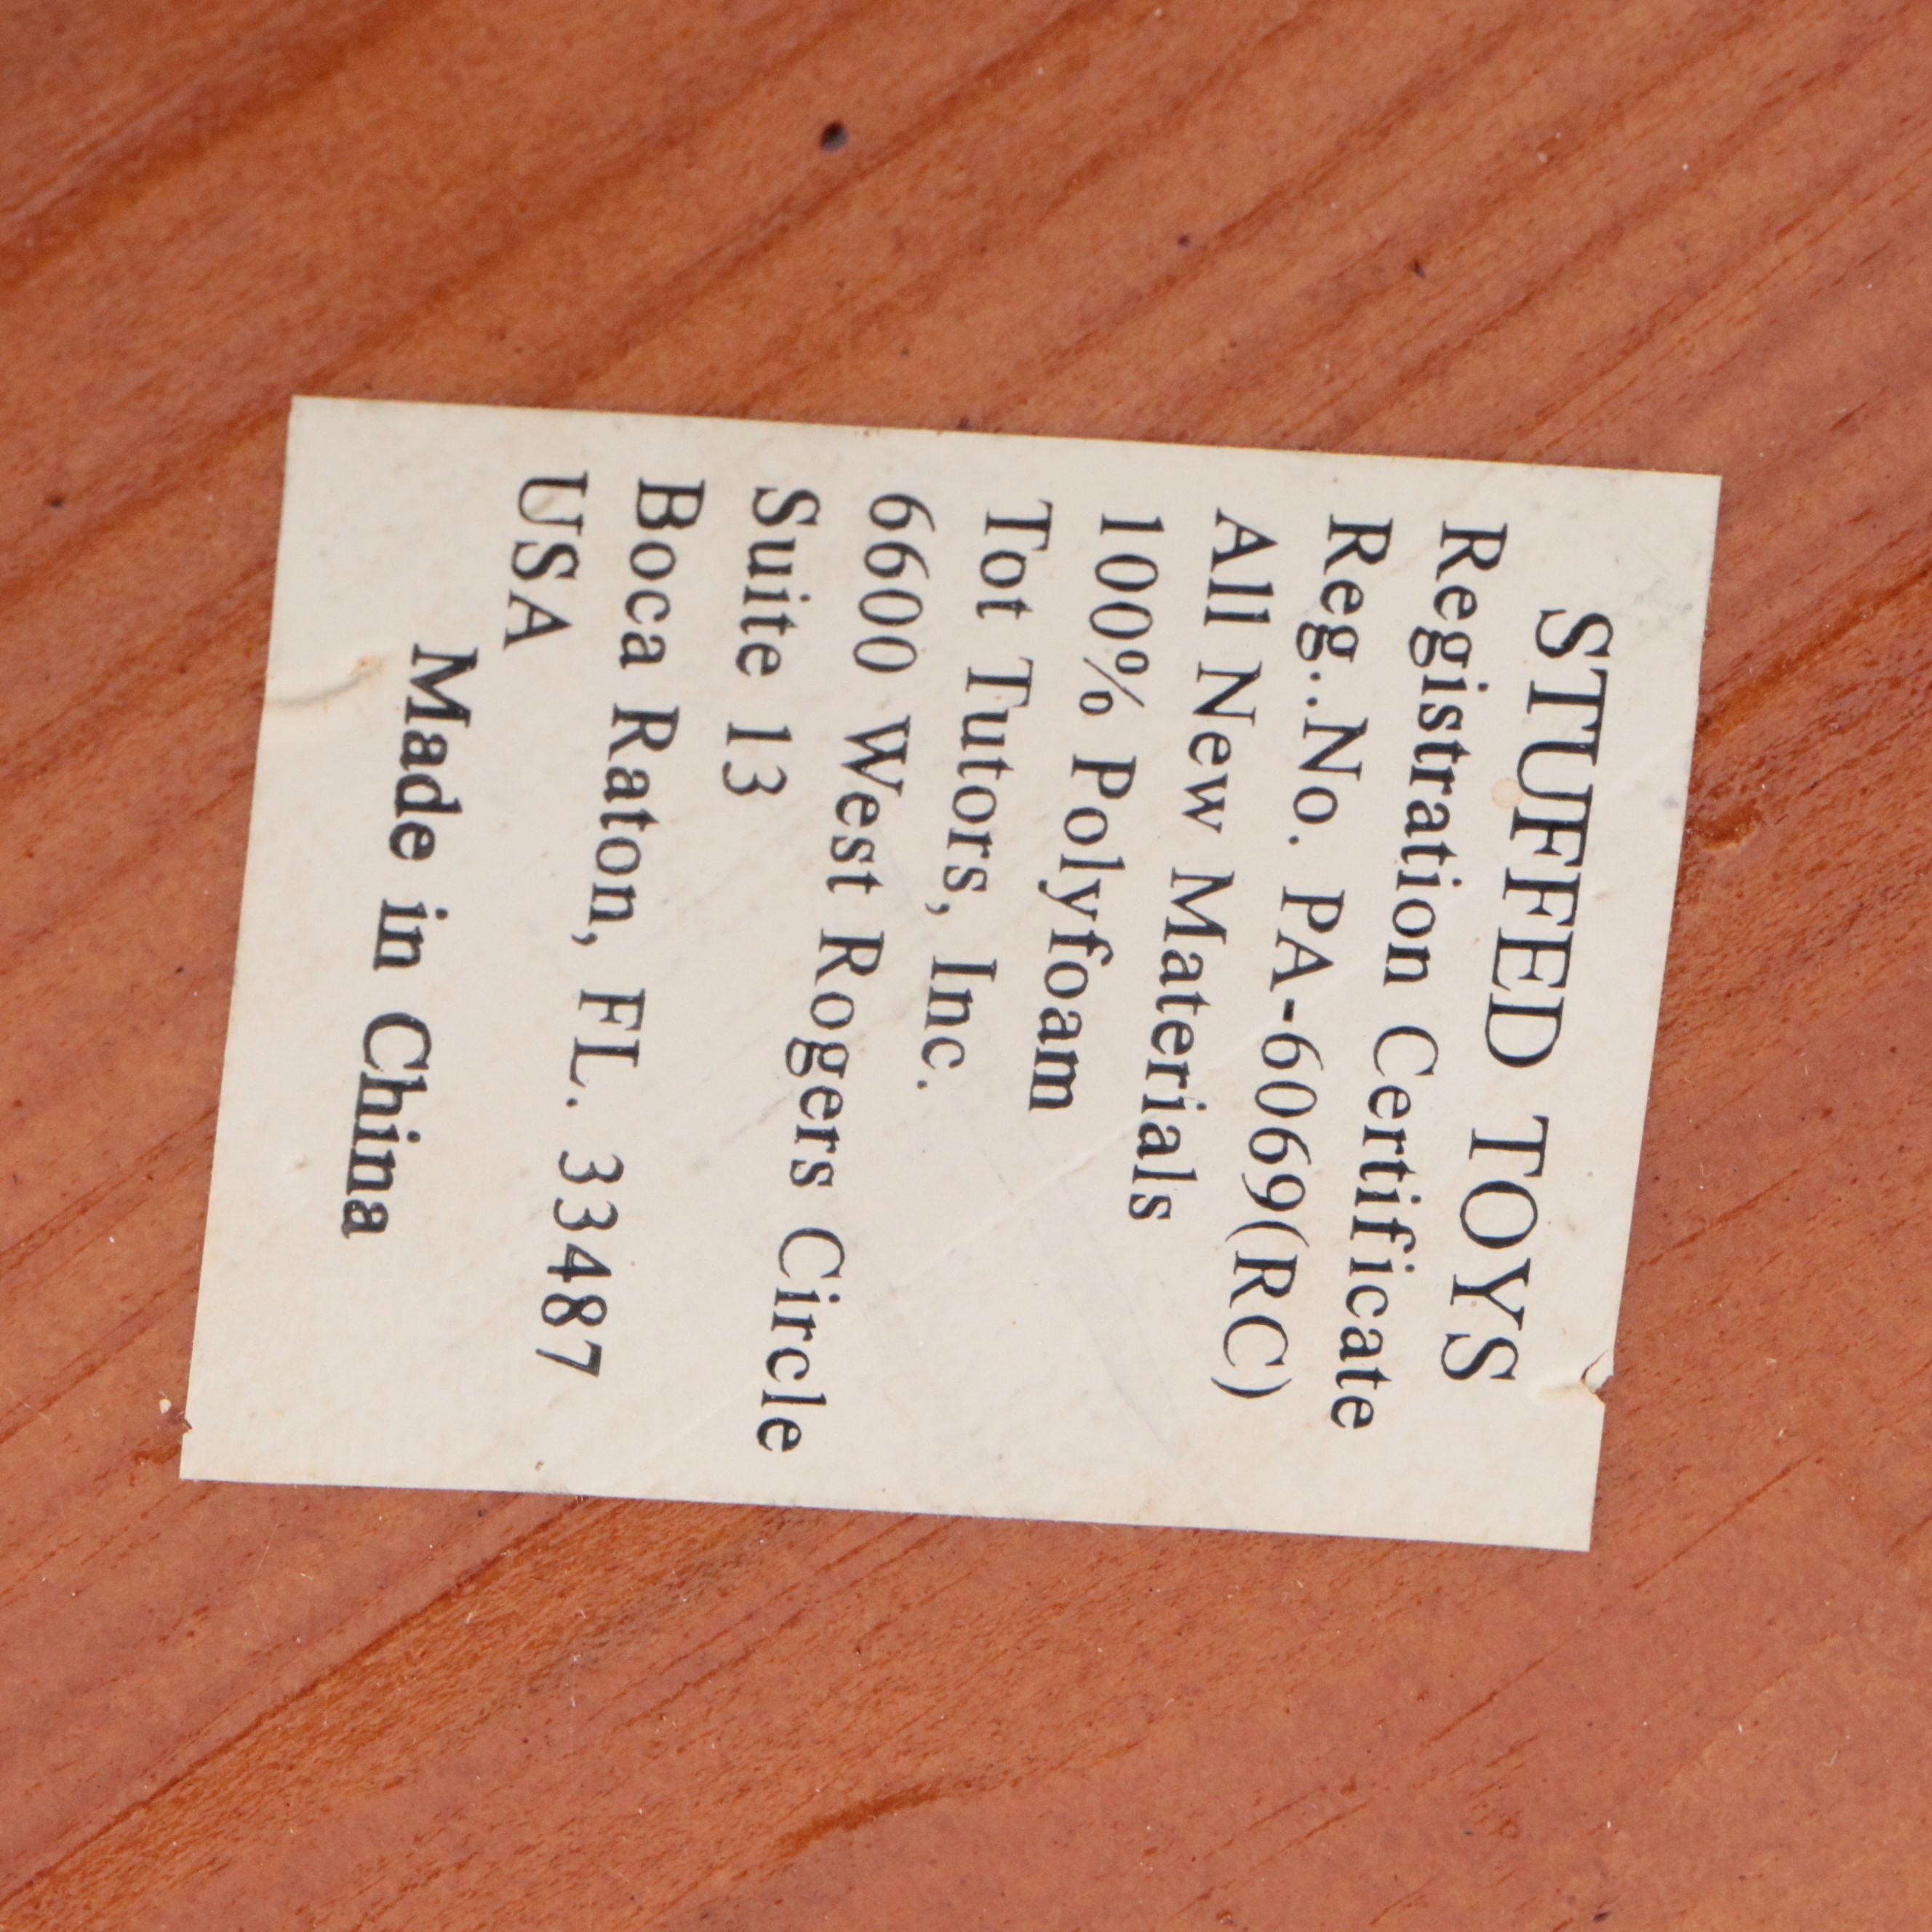 STUFFED TOYS
Registration Certificate
Reg..No. PA-6069(RC)
All New Materials
100% Polyfoam
Tot Tutors, Inc.
6600 West Rogers Circle
Suite 13
Boca Raton, FL. 33487
USA
Made in China